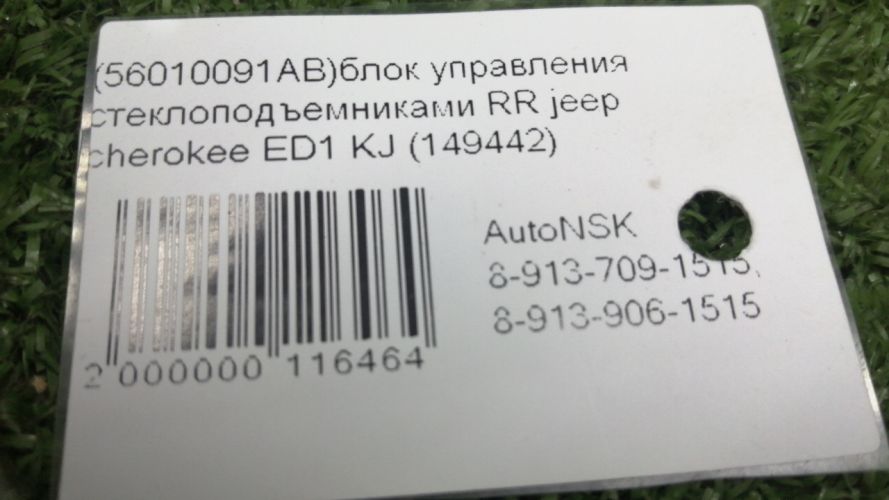 (56010091AB)блок управления
стеклоподъемниками RR jeep
cherokee ED1 KJ (149442)
AutoNSK
8-913-709-1515,
8-913-906-1515
2 000000 116464